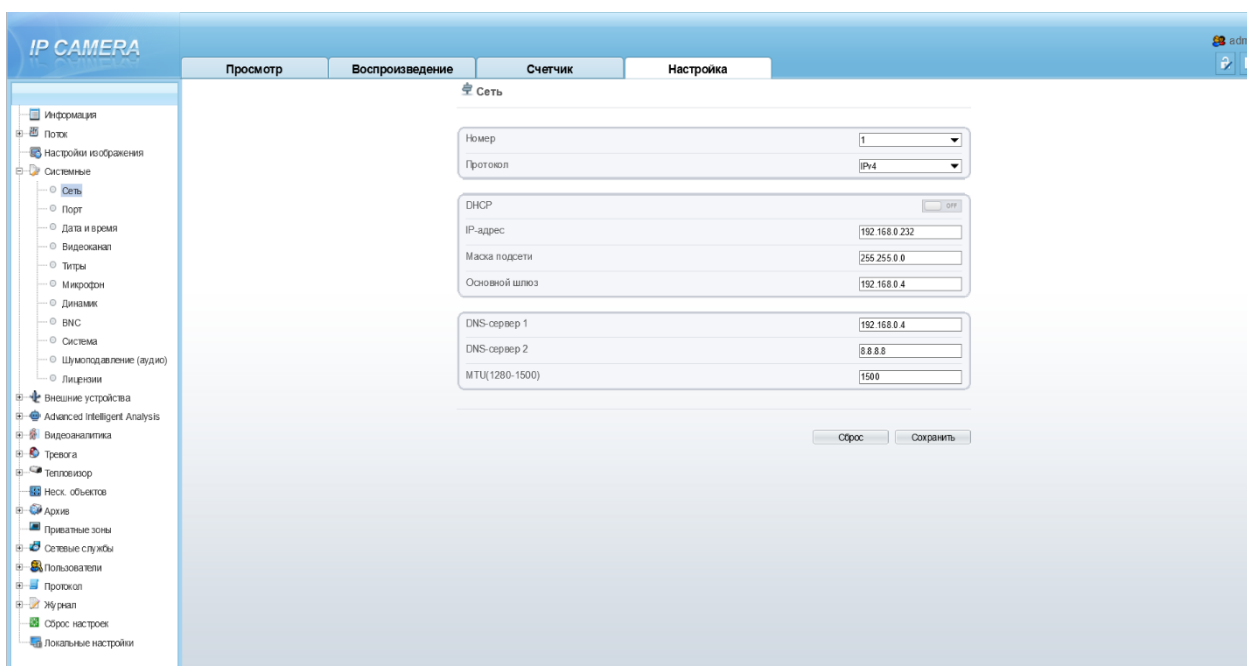 IP CAMERA
adm
Просмотр
Воспроизведение
Счетчик
Настройка
Информация
Поток
Настройки изображения
Системные
Сеть
Порт
Дата и время
Видеоканал
Титры
Микрофон
Динамик
BNC
Система
Шумоподавление (аудио)
Лицензии
Внешние устройства
Advanced Intelligent Analysis
Видеоаналитика
Тревога
Тепловизор
Неск. объектов
Архив
Приватные зоны
Сетевые службы
Пользователи
Протокол
Журнал
Сброс настроек
Локальные настройки
Сеть
Номер 1
Протокол IPv4
DHCP OFF
IP-адрес 192.168.0.232
Маска подсети 255.255.0.0
Основной шлюз 192.168.0.4
DNS-сервер 1 192.168.0.4
DNS-сервер 2 8.8.8.8
MTU(1280-1500) 1500
Сброс Сохранить